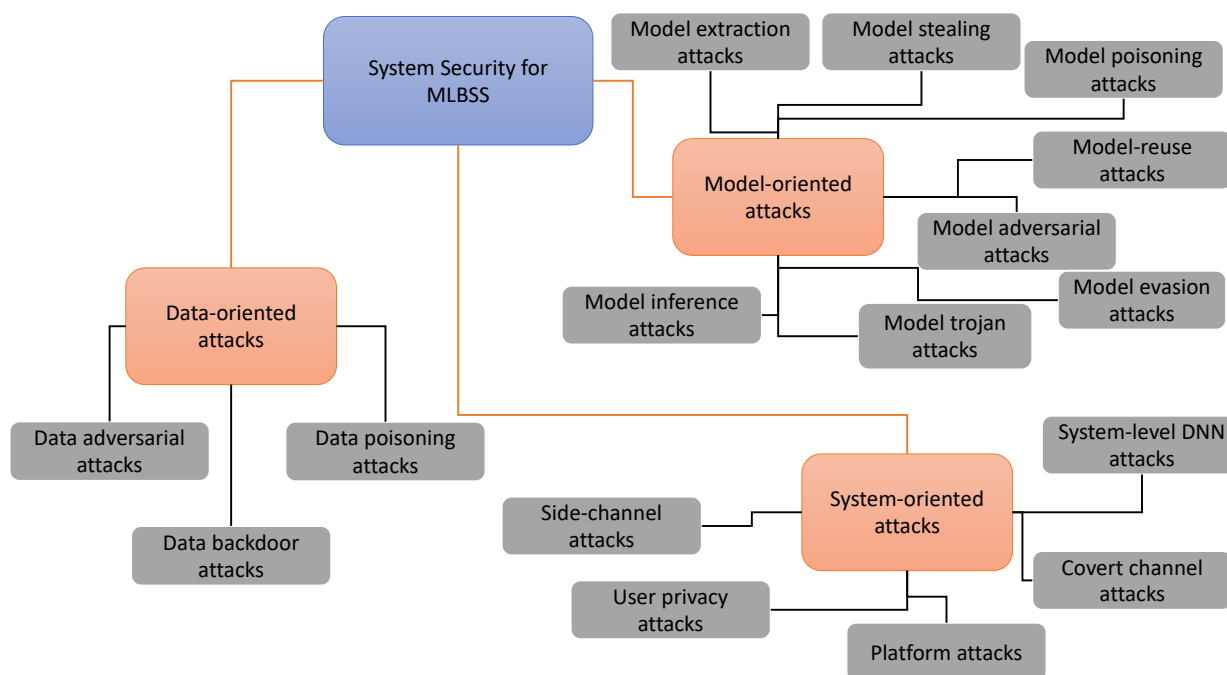 System Security for
MLBSS
Model extraction
attacks
Model stealing
attacks
Model poisoning
attacks
Model-reuse
attacks
Model-oriented
attacks
Model adversarial
attacks
Model evasion
attacks
Model inference
attacks
Model trojan
attacks
Data-oriented
attacks
Data adversarial
attacks
Data poisoning
attacks
Data backdoor
attacks
System-level DNN
attacks
System-oriented
attacks
Side-channel
attacks
Covert channel
attacks
User privacy
attacks
Platform attacks